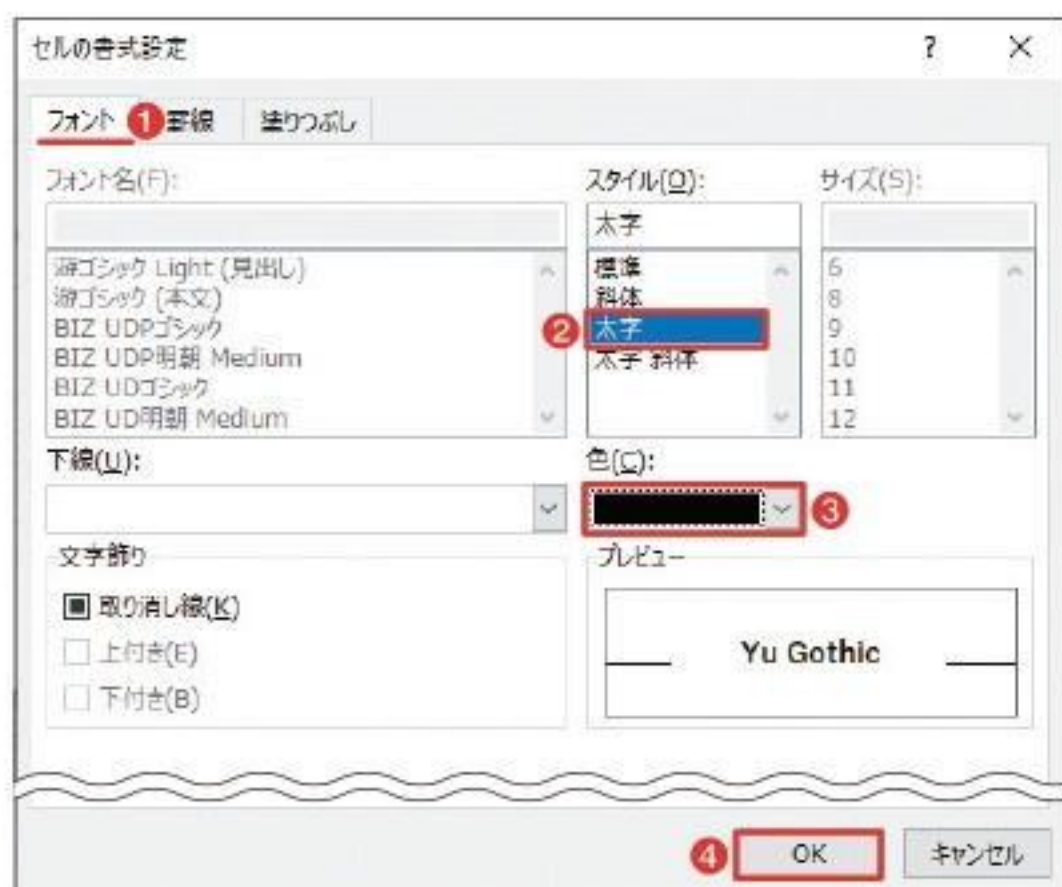 セルの書式設定 ? ×
フォント ① 罫線 塗りつぶし
フォント名(F): スタイル(O): サイズ(S):
太字
游ゴシック Light (見出し) 標準 6
游ゴシック (本文) 斜体 8
BIZ UDPゴシック ② 太字 9
BIZ UDP明朝 Medium 太字 斜体 10
BIZ UDゴシック 11
BIZ UD明朝 Medium 12
下線(U): 色(C):
③
文字飾り プレビュー
取り消し線(K)
上付き(E) Yu Gothic
下付き(B)
④ OK キャンセル